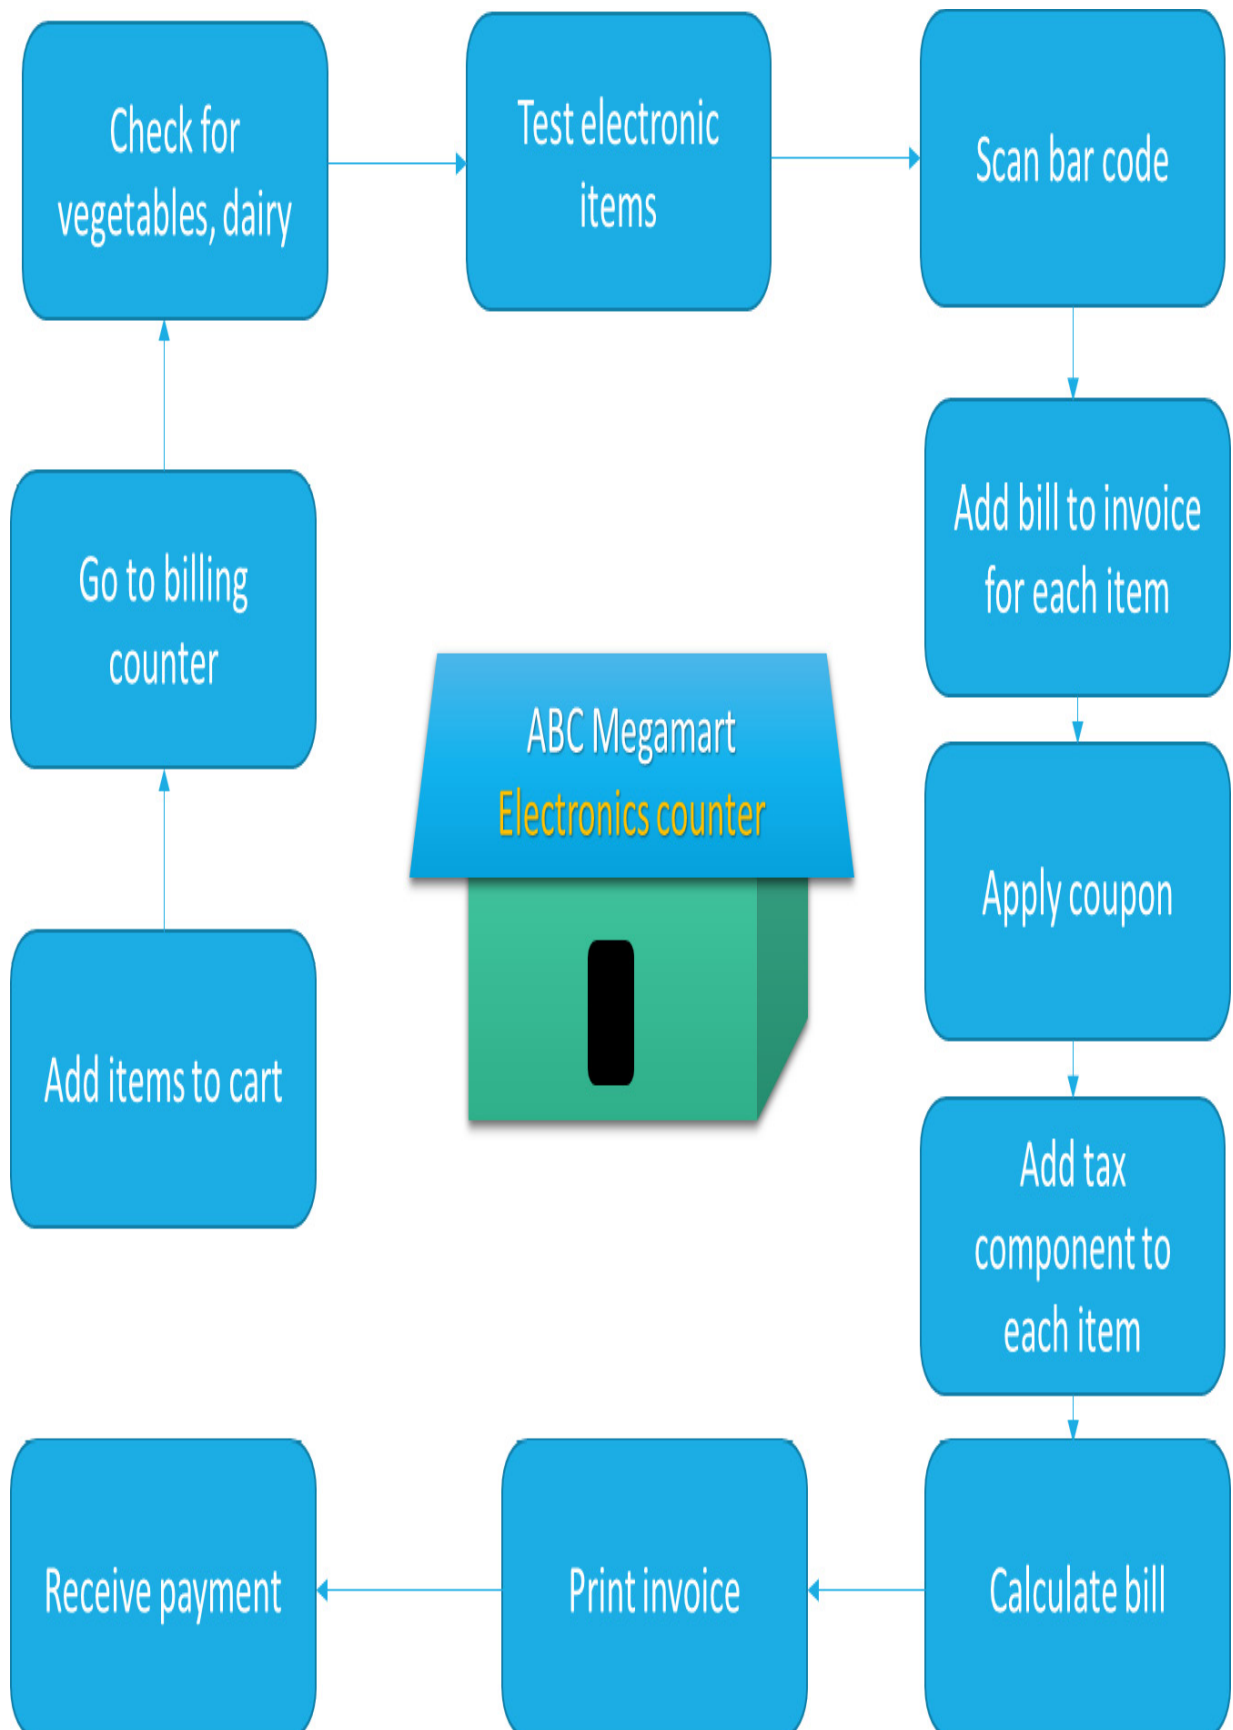 Check for
vegetables, dairy
Test electronic
items
Scan bar code
Go to billing
counter
Add bill to invoice
for each item
ABC Megamart
Electronics counter
Apply coupon
Add items to cart
Add tax
component to
each item
Receive payment
Print invoice
Calculate bill